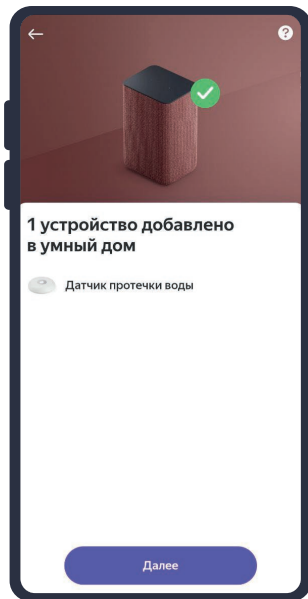 ?
1 устройство добавлено
в умный дом
Датчик протечки воды
Далее